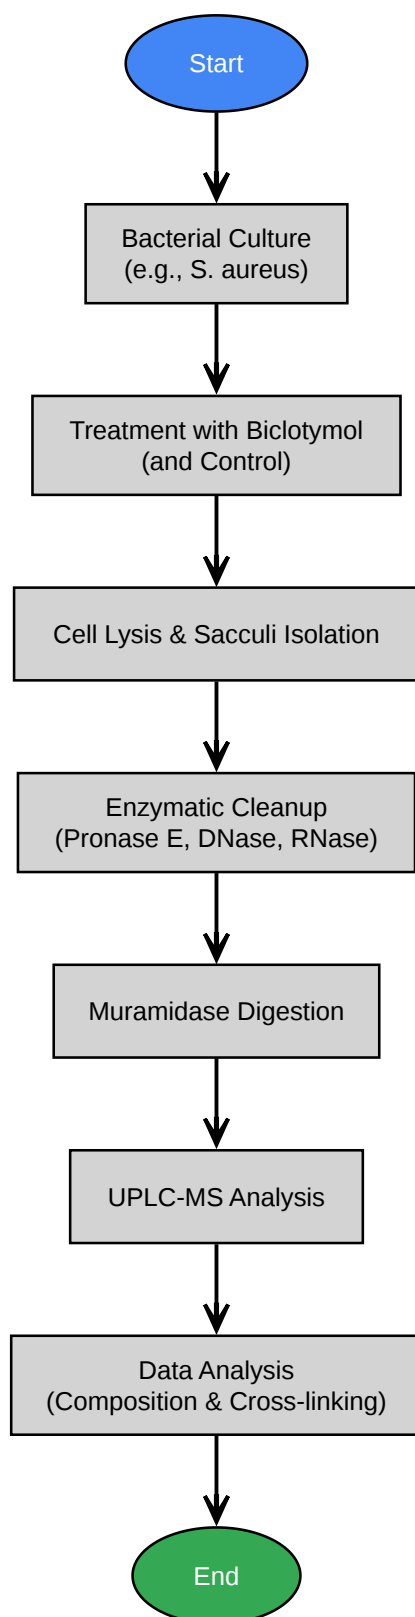 Start
Bacterial Culture
(e.g., S. aureus)
Treatment with Biclotymol
(and Control)
Cell Lysis & Sacculi Isolation
Enzymatic Cleanup
(Pronase E, DNase, RNase)
Muramidase Digestion
UPLC-MS Analysis
Data Analysis
(Composition & Cross-linking)
End